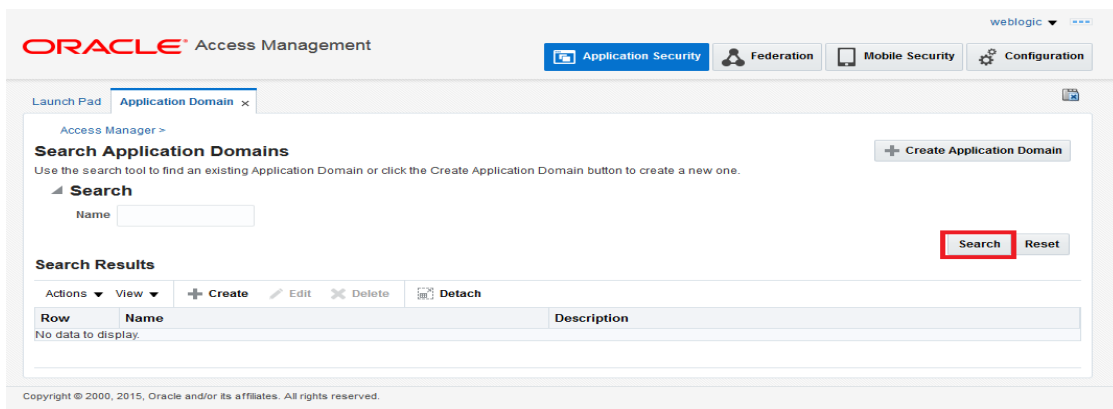 weblogic
ORACLE Access Management
Application Security Federation Mobile Security Configuration
Launch Pad Application Domain x
Access Manager >
Search Application Domains
Create Application Domain
Use the search tool to find an existing Application Domain or click the Create Application Domain button to create a new one.
Search
Name
Search Reset
Search Results
Actions View Create Edit Delete Detach
Row Name Description
No data to display.
Copyright © 2000, 2015, Oracle and/or its affiliates. All rights reserved.